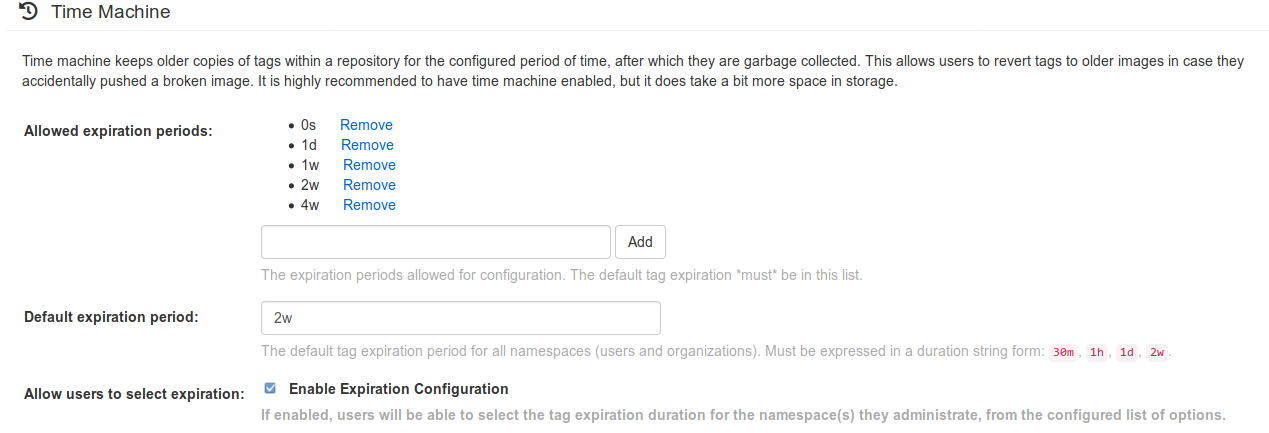 Time Machine
Time machine keeps older copies of tags within a repository for the configured period of time, after which they are garbage collected. This allows users to revert tags to older images in case they
accidentally pushed a broken image. It is highly recommended to have time machine enabled, but it does take a bit more space in storage.
Allowed expiration periods:
• 0s Remove
• 1d Remove
• 1w Remove
• 2w Remove
• 4w Remove
Add
The expiration periods allowed for configuration. The default tag expiration *must* be in this list.
Default expiration period: 2w
The default tag expiration period for all namespaces (users and organizations). Must be expressed in a duration string form: 30m, 1h, 1d, 2w.
Allow users to select expiration: Enable Expiration Configuration
If enabled, users will be able to select the tag expiration duration for the namespace(s) they administrate, from the configured list of options.